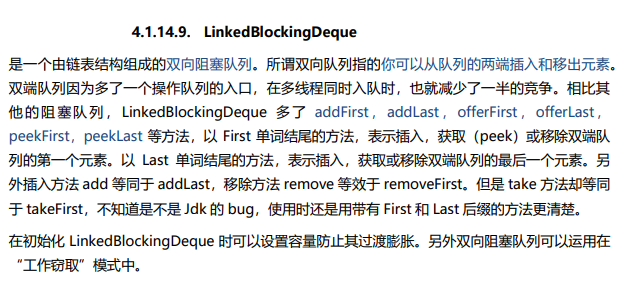 4.1.14.9. LinkedBlockingDeque
是一个由链表结构组成的双向阻塞队列。所谓双向队列指的你可以从队列的两端插入和移出元素。
双端队列因为多了一个操作队列的入口，在多线程同时入队时，也就减少了一半的竞争。相比其
他的阻塞队列，LinkedBlockingDeque 多了 addFirst，addLast，offerFirst，offerLast，
peekFirst，peekLast 等方法，以 First 单词结尾的方法，表示插入，获取（peek）或移除双端队
列的第一个元素。以 Last 单词结尾的方法，表示插入，获取或移除双端队列的最后一个元素。另
外插入方法 add 等同于 addLast，移除方法 remove 等效于 removeFirst。但是 take 方法却等同
于 takeFirst，不知道是不是 Jdk 的 bug，使用时还是用带有 First 和 Last 后缀的方法更清楚。
在初始化 LinkedBlockingDeque 时可以设置容量防止其过渡膨胀。另外双向阻塞队列可以运用在
“工作窃取”模式中。